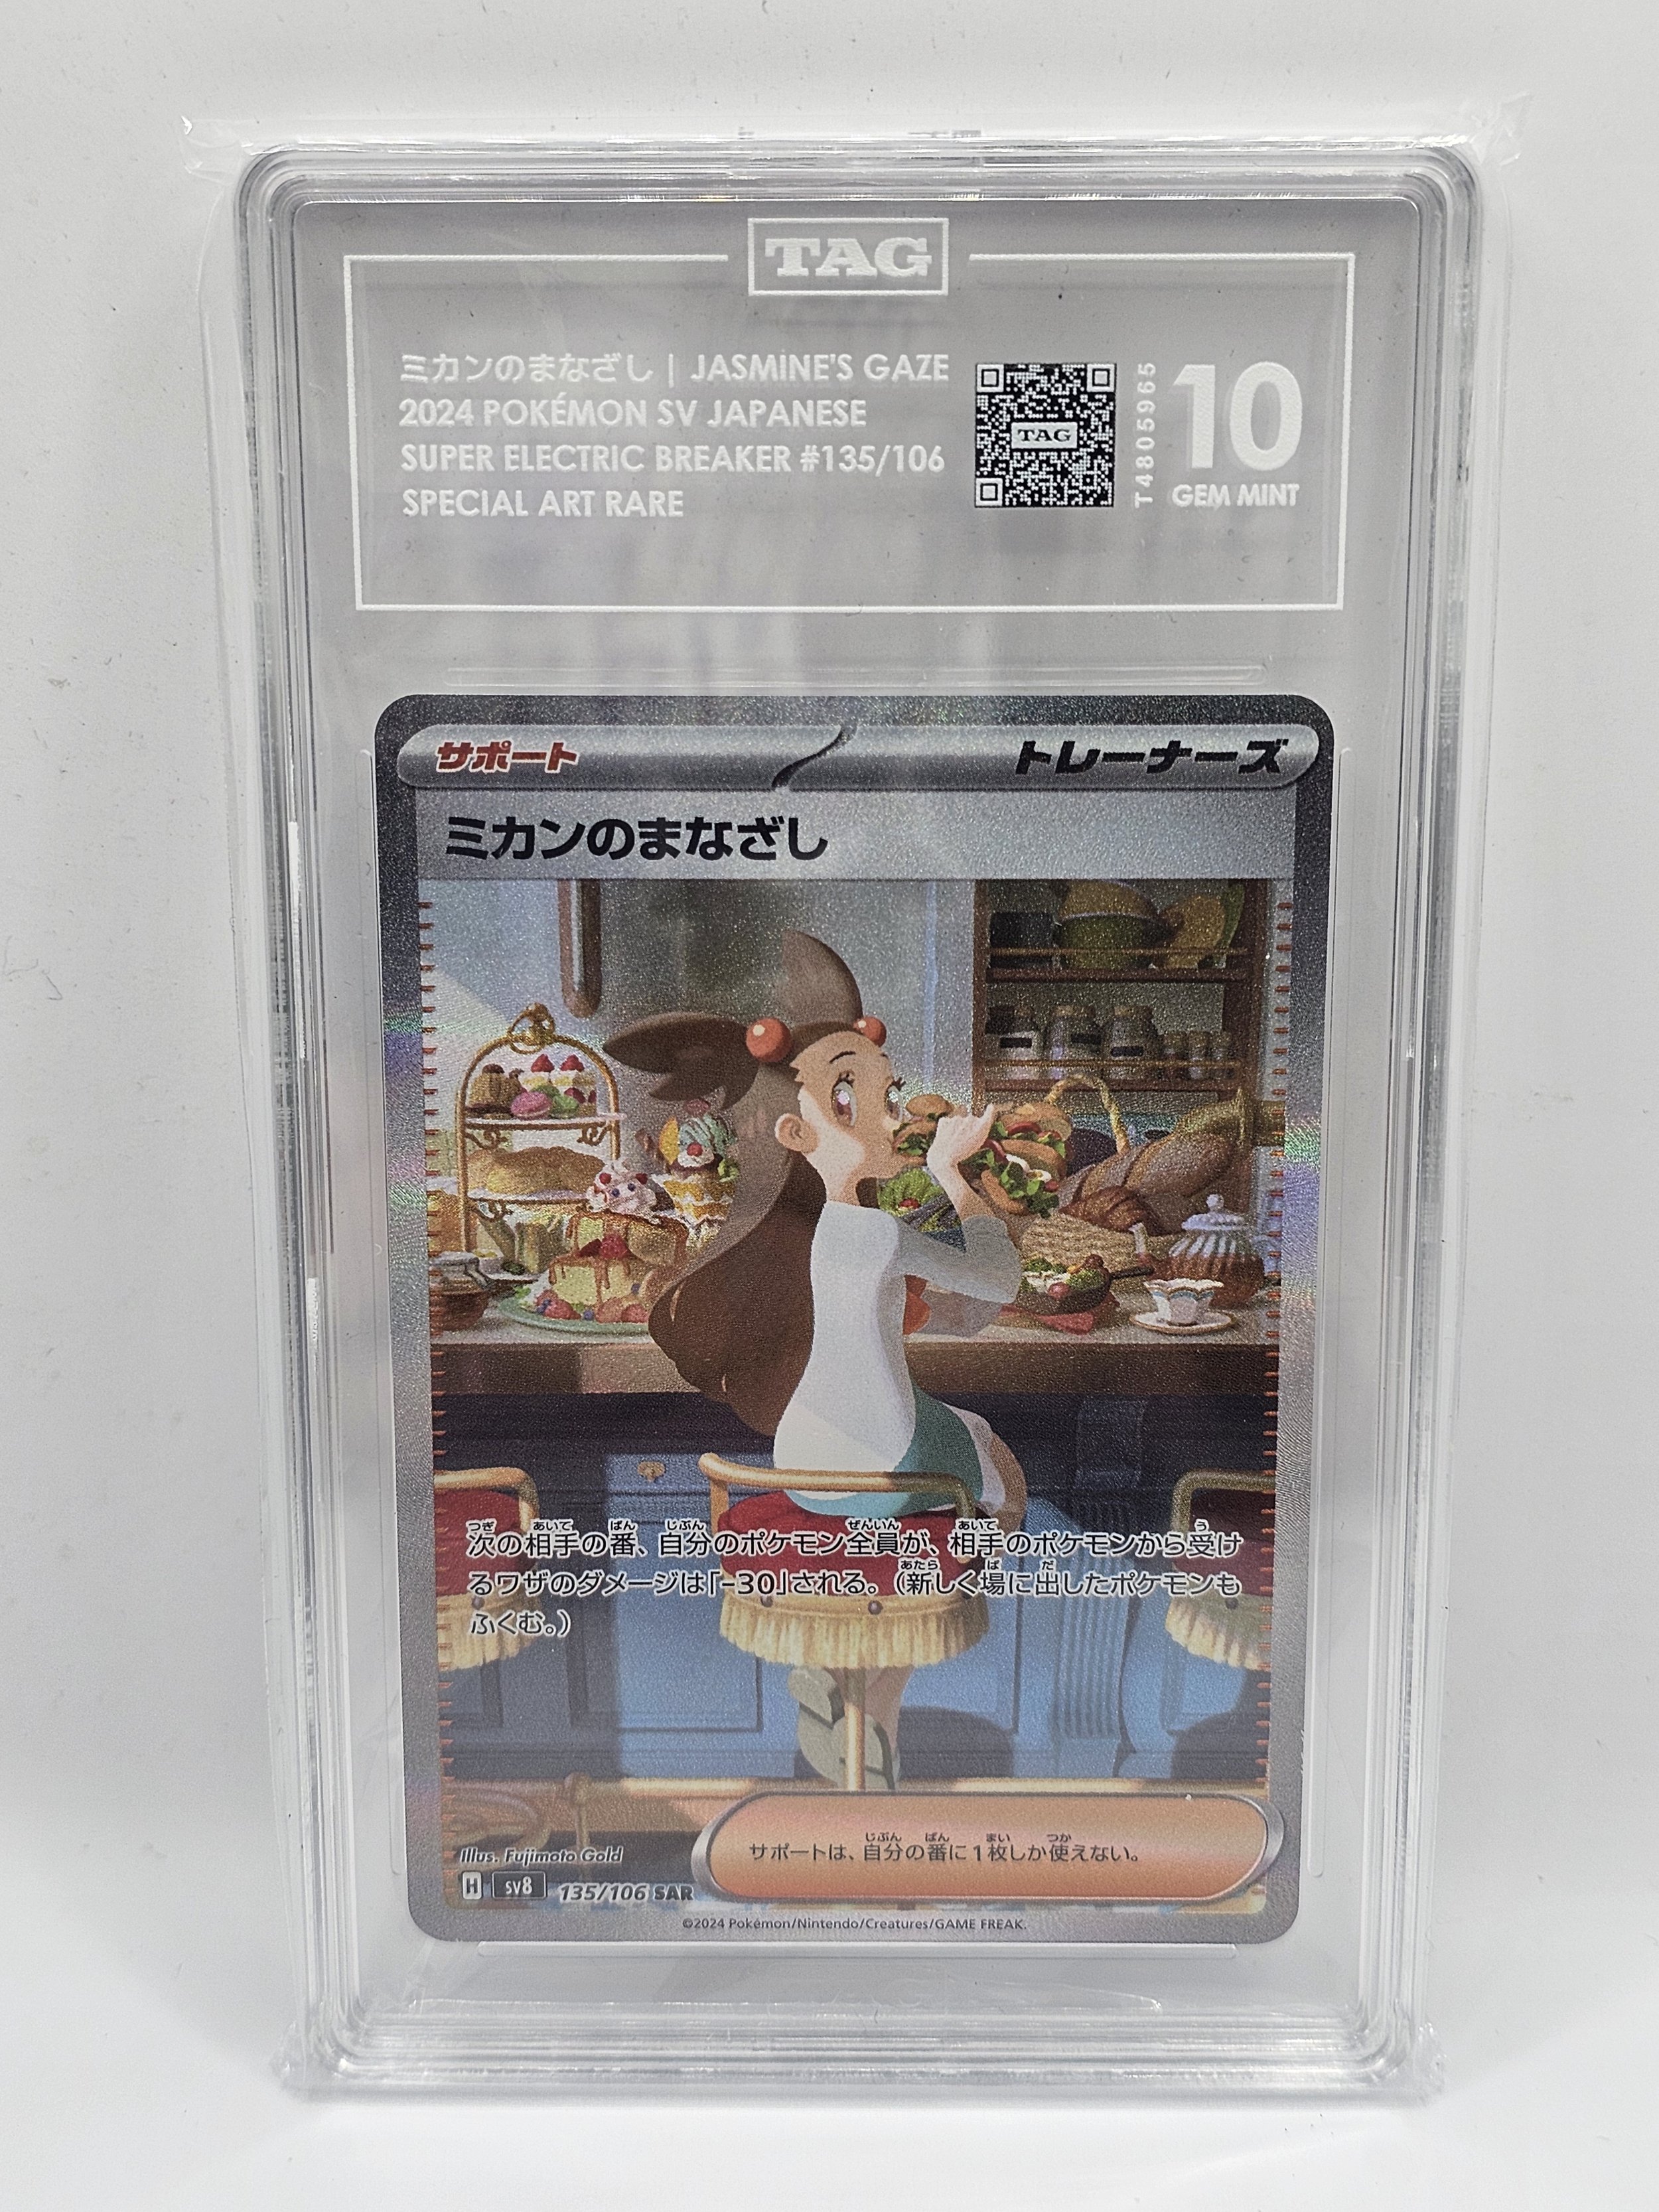 TAG
ミカンのまなざし | JASMINE'S GAZE
2024 POKÉMON SV JAPANESE
SUPER ELECTRIC BREAKER #135/106
SPECIAL ART RARE
TAG
T4805965
10
GEM MINT
サポート
トレーナーズ
ミカンのまなざし
次の相手の番、自分のポケモン全員が、相手のポケモンから受け
るワザのダメージは「-30」される。(新しく場に出したポケモンも
ふくむ。)
サポートは、自分の番に1枚しか使えない。
Illus. Fujimoto Gold
H sv8 135/106 SAR
©2024 Pokémon/Nintendo/Creatures/GAME FREAK.